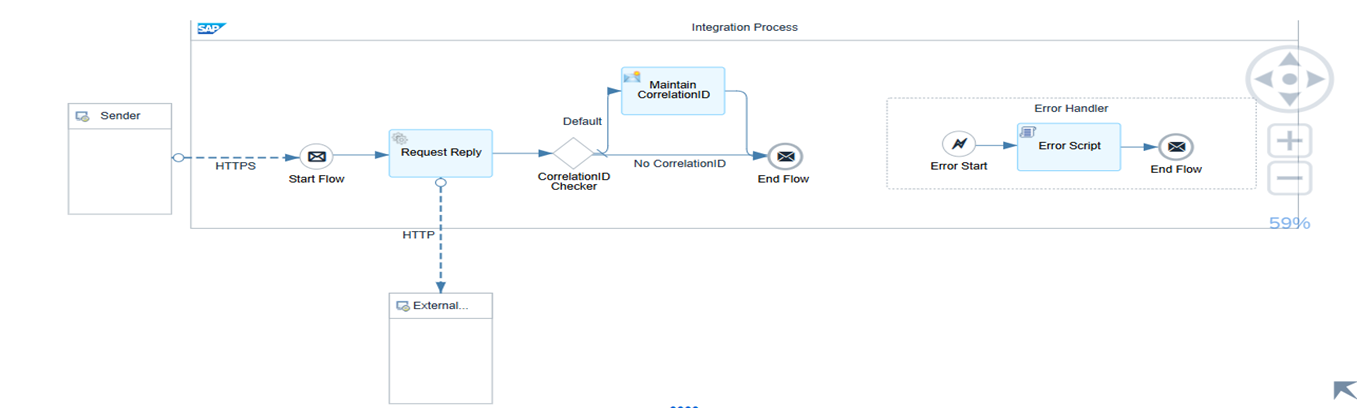 SAP
Integration Process
Sender
HTTPS
Start Flow
Request Reply
HTTP
External...
CorrelationID
Checker
Default
Maintain
CorrelationID
No CorrelationID
End Flow
Error Handler
Error Start
Error Script
End Flow
59%